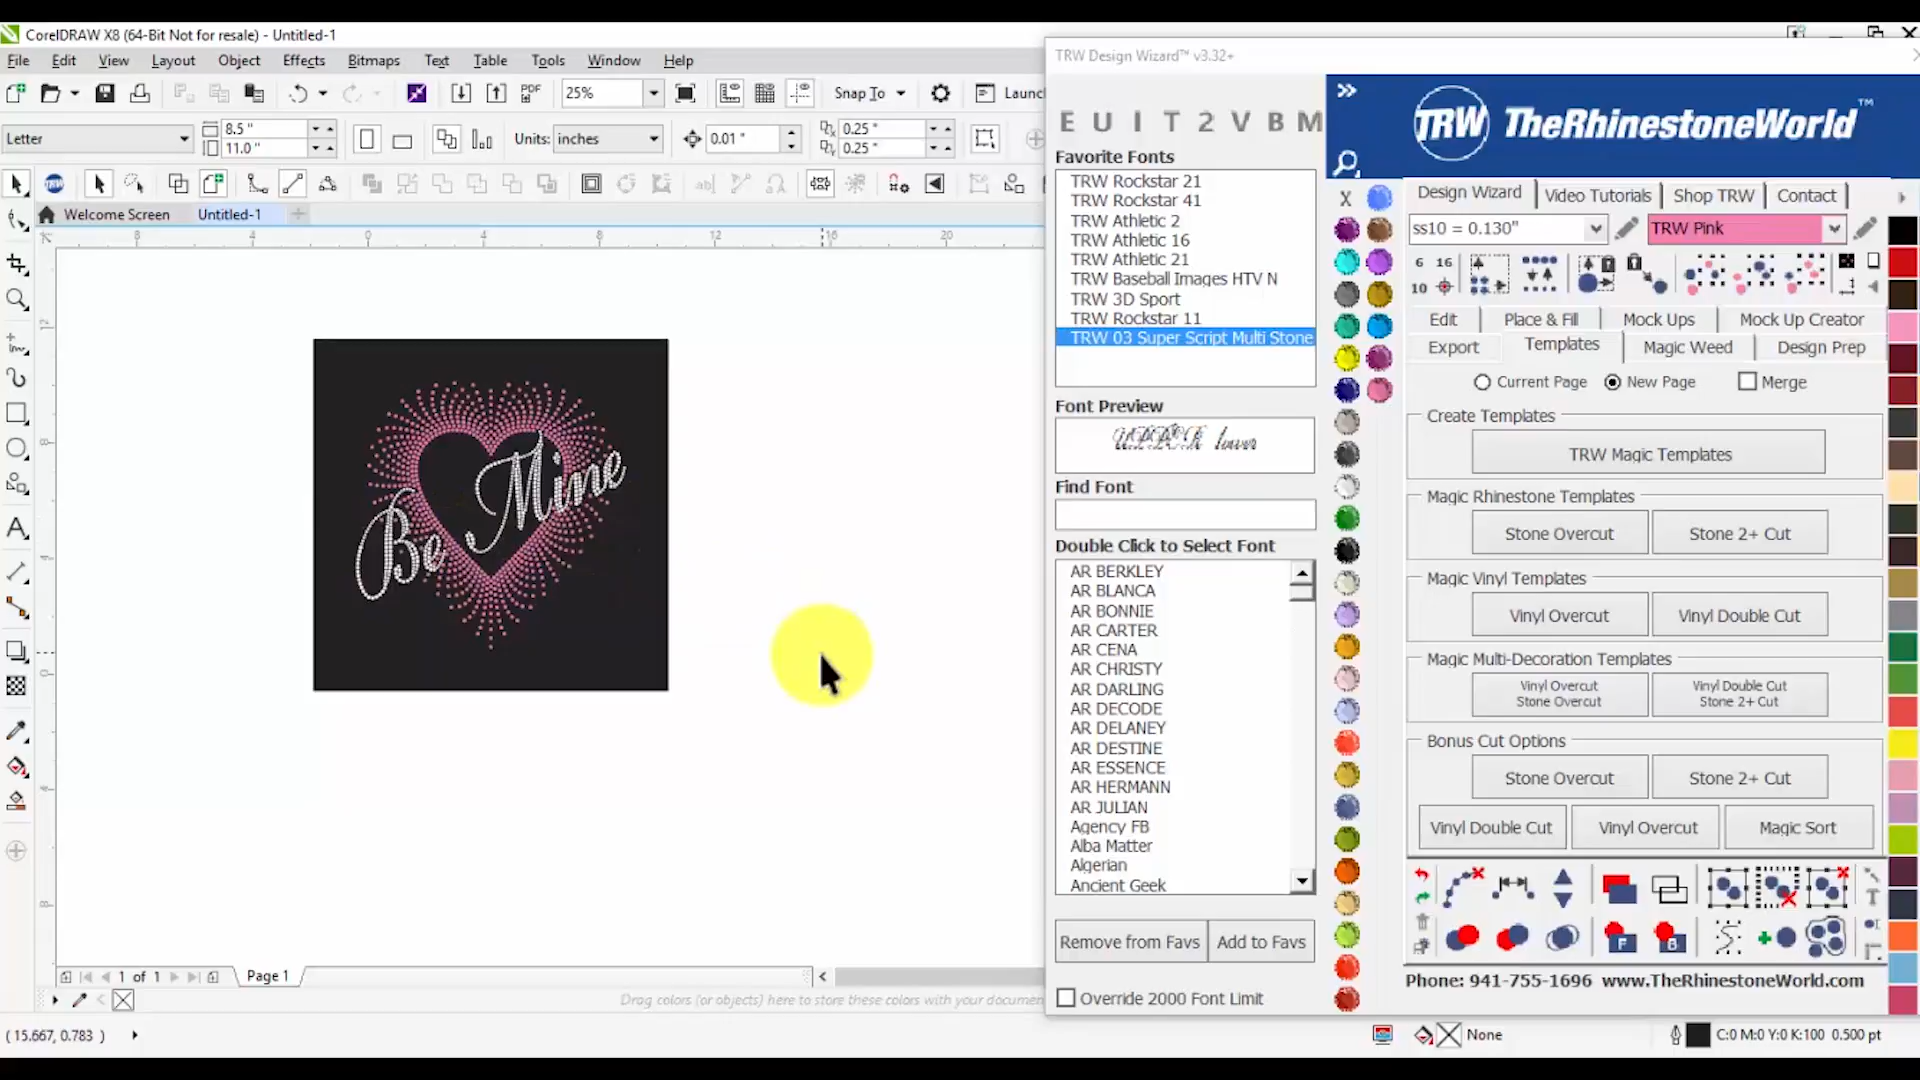 CorelDRAW X8 (64-Bit Not for resale) - Untitled-1
File Edit View Layout Object Effects Bitmaps Text Table Tools Window Help
PDF 25% Snap To Launc
Letter 8.5 " 11.0 " Units: inches 0.01 " 0.25 " 0.25 "
Welcome Screen Untitled-1
8 4 0 4 8 12 16 20
Be Mine
1 of 1 Page 1
Drag colors (or objects) here to store these colors with your documen
( 15.667, 0.783 )
None C:0 M:0 Y:0 K:100 0.500 pt
TRW Design Wizard™ v3.32+
E U I T 2 V B M
Favorite Fonts
TRW Rockstar 21
TRW Rockstar 41
TRW Athletic 2
TRW Athletic 16
TRW Athletic 21
TRW Baseball Images HTV N
TRW 3D Sport
TRW Rockstar 11
TRW 03 Super Script Multi Stone
Font Preview
Find Font
Double Click to Select Font
AR BERKLEY
AR BLANCA
AR BONNIE
AR CARTER
AR CENA
AR CHRISTY
AR DARLING
AR DECODE
AR DELANEY
AR DESTINE
AR ESSENCE
AR HERMANN
AR JULIAN
Agency FB
Alba Matter
Algerian
Ancient Geek
Remove from Favs Add to Favs
Override 2000 Font Limit
TRW TheRhinestoneWorld™
X
Design Wizard Video Tutorials Shop TRW Contact
ss10 = 0.130" TRW Pink
6 16
10
Edit Place & Fill Mock Ups Mock Up Creator
Export Templates Magic Weed Design Prep
Current Page New Page Merge
Create Templates
TRW Magic Templates
Magic Rhinestone Templates
Stone Overcut Stone 2+ Cut
Magic Vinyl Templates
Vinyl Overcut Vinyl Double Cut
Magic Multi-Decoration Templates
Vinyl Overcut Vinyl Double Cut
Stone Overcut Stone 2+ Cut
Bonus Cut Options
Stone Overcut Stone 2+ Cut
Vinyl Double Cut Vinyl Overcut Magic Sort
F B
Phone: 941-755-1696 www.TheRhinestoneWorld.com